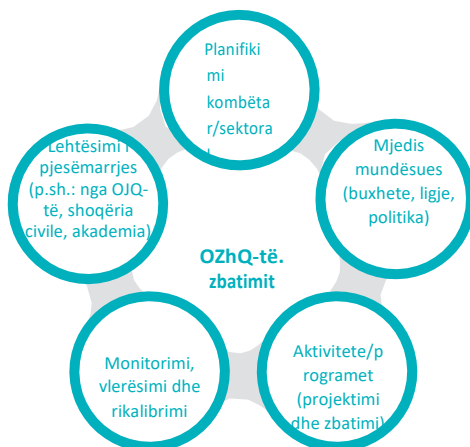 Planifiki
mi
kombëta
r/sektora
l
Lehtësimi i
pjesëmarrjes
(p.sh.: nga OJQ-
të, shoqëria
civile, akademia)
Mjedis
mundësues
(buxhete, ligje,
politika)
OZhQ-të.
zbatimit
Monitorimi,
vlerësimi dhe
rikalibrimi
Aktivitete/p
rogramet
(projektimi
dhe zbatimi)